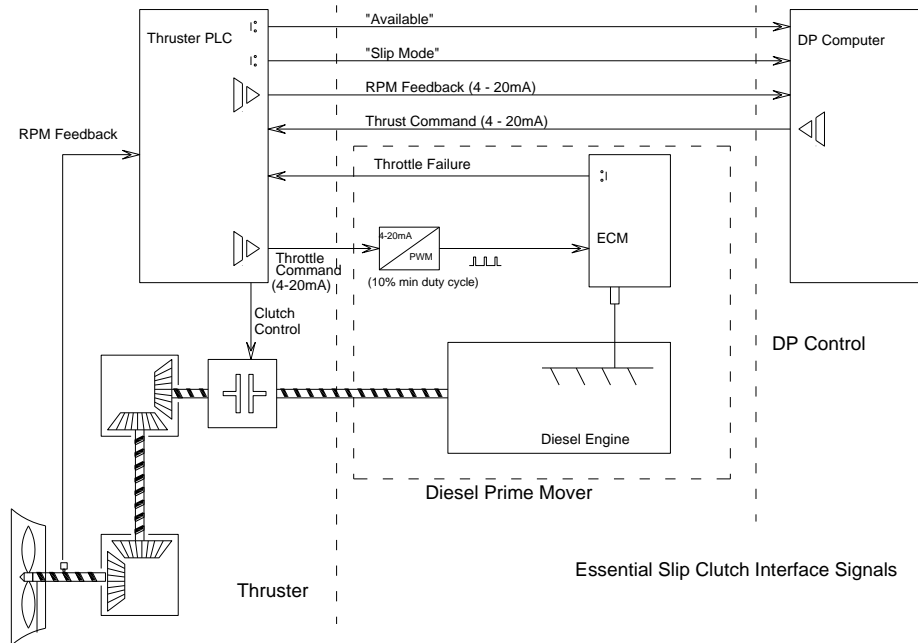 "Available"
Thruster PLC
DP Computer
"Slip Mode"
RPM Feedback (4 - 20mA)
Thrust Command (4 - 20mA)
RPM Feedback
Throttle Failure
ECM
4-20mA
PWM
Throttle
Command
(4-20mA)
(10% min duty cycle)
Clutch
Control
DP Control
Diesel Engine
Diesel Prime Mover
Essential Slip Clutch Interface Signals
Thruster